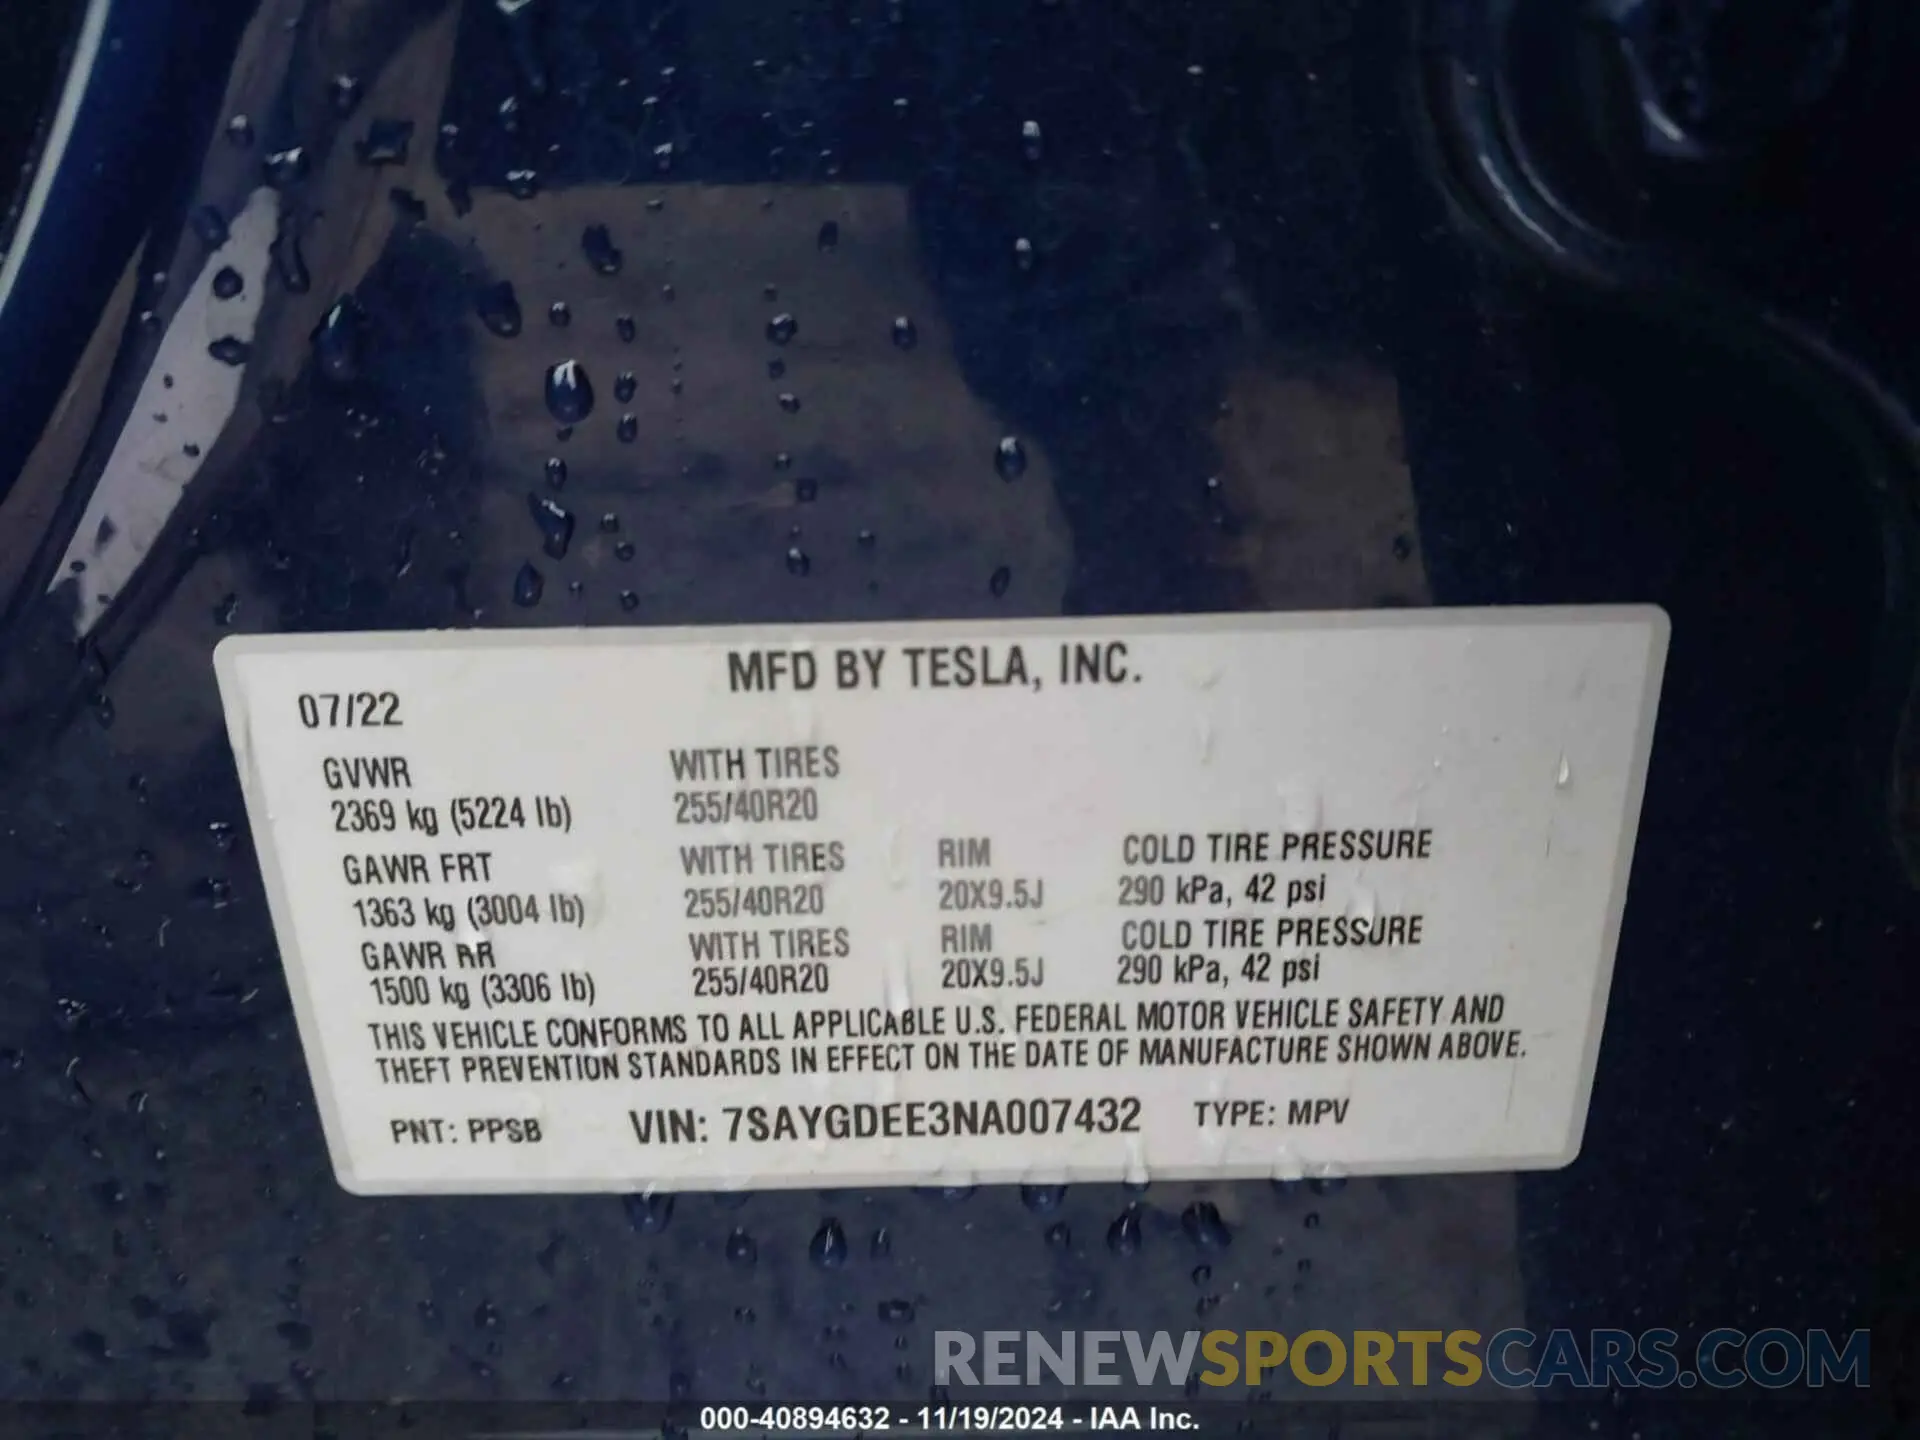 MFD BY TESLA, INC.
07/22
GVWR WITH TIRES
2369 kg (5224 lb) 255/40R20
GAWR FRT WITH TIRES RIM COLD TIRE PRESSURE
1363 kg (3004 lb) 255/40R20 20X9.5J 290 kPa, 42 psi
GAWR RR WITH TIRES RIM COLD TIRE PRESSURE
1500 kg (3306 lb) 255/40R20 20X9.5J 290 kPa, 42 psi
THIS VEHICLE CONFORMS TO ALL APPLICABLE U.S. FEDERAL MOTOR VEHICLE SAFETY AND
THEFT PREVENTION STANDARDS IN EFFECT ON THE DATE OF MANUFACTURE SHOWN ABOVE.
PNT: PPSB VIN: 7SAYGDEE3NA007432 TYPE: MPV
RENEWSPORTSCARS.COM
000-40894632 - 11/19/2024 - IAA Inc.